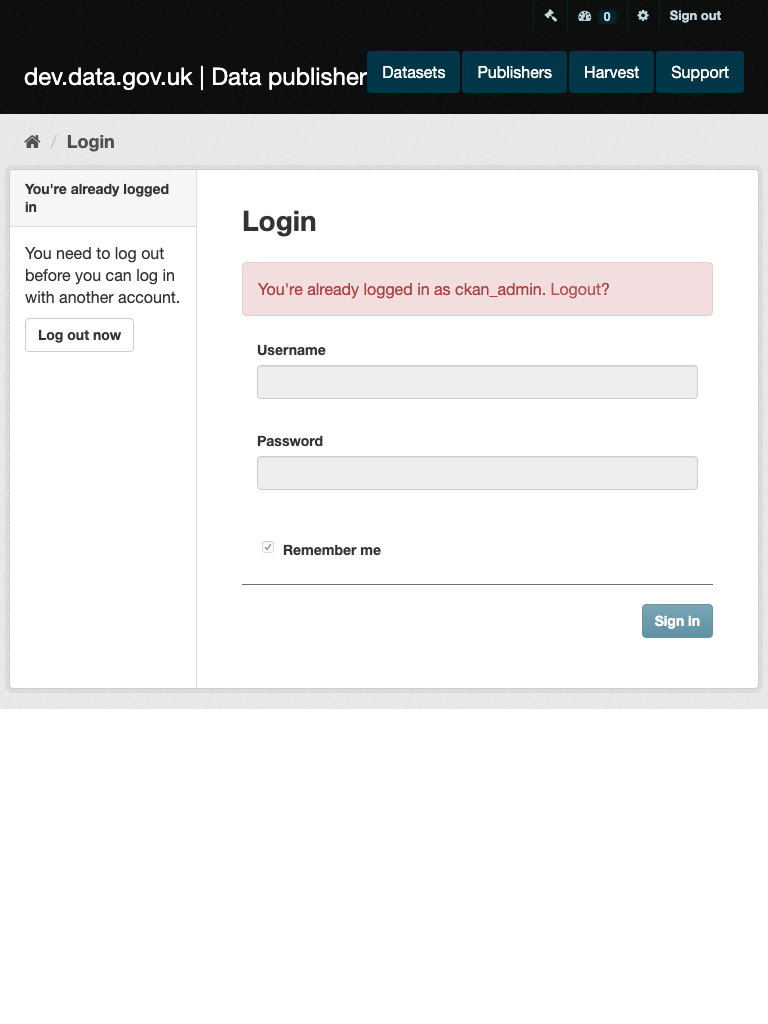 0 Sign out
dev.data.gov.uk | Data publisher
Datasets Publishers Harvest Support
/ Login
You're already logged
in
You need to log out
before you can log in
with another account.
Log out now
Login
You're already logged in as ckan_admin. Logout?
Username
Password
Remember me
Sign in